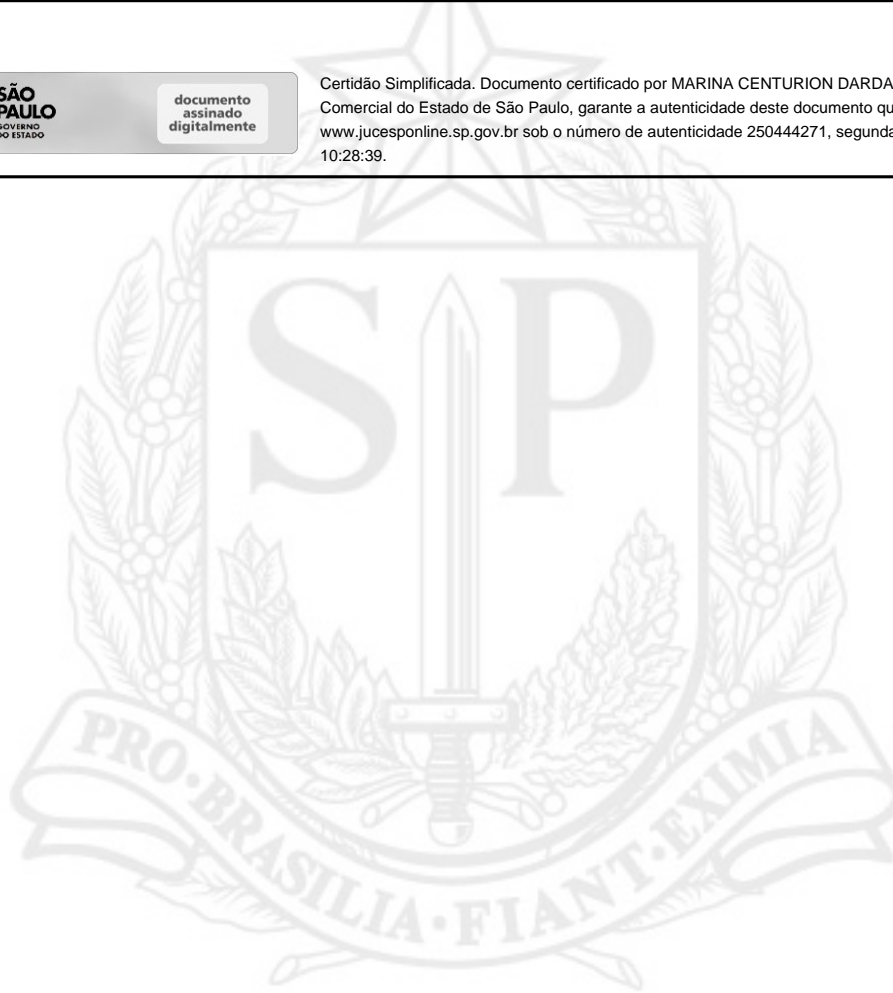 SÃO
PAULO
GOVERNO
DO ESTADO
documento
assinado
digitalmente
Certidão Simplificada. Documento certificado por MARINA CENTURION DARDA
Comercial do Estado de São Paulo, garante a autenticidade deste documento qu
www.jucesponline.sp.gov.br sob o número de autenticidade 250444271, segunda
10:28:39.
SP
PRO·BRASILIA·FIANT·EXIMIA